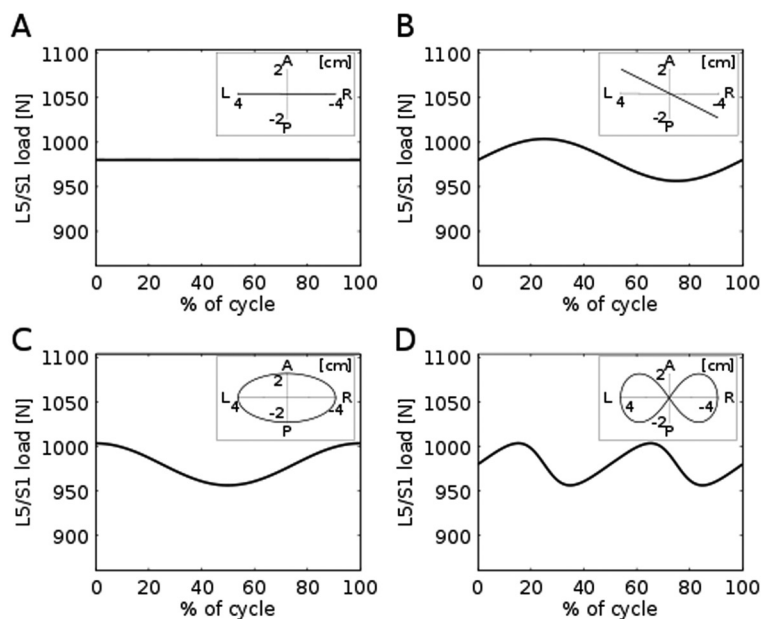 A
B
1100
1050
1000
950
900
L5/S1 load [N]
A
[cm]
2
L
R
4
-4
-2
P
0 20 40 60 80 100
% of cycle
1100
1050
1000
950
900
L5/S1 load [N]
A
[cm]
2
L
R
4
-4
-2
P
0 20 40 60 80 100
% of cycle
C
D
1100
1050
1000
950
900
L5/S1 load [N]
A
[cm]
2
L
R
4
-4
-2
P
0 20 40 60 80 100
% of cycle
1100
1050
1000
950
900
L5/S1 load [N]
A
[cm]
2
L
R
4
-4
-2
P
0 20 40 60 80 100
% of cycle